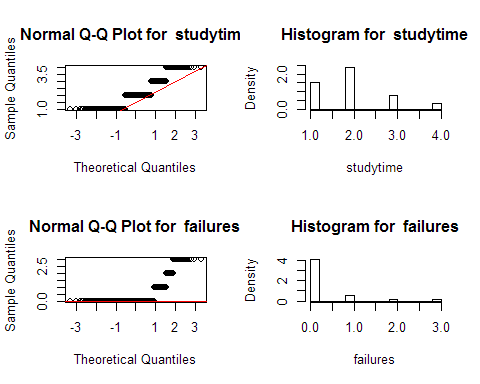 Normal Q-Q Plot for studytim
Sample Quantiles
1.0 3.5
-3 -1 1 2 3
Theoretical Quantiles
Histogram for studytime
Density
0.0 2.0
1.0 2.0 3.0 4.0
studytime
Normal Q-Q Plot for failures
Sample Quantiles
0.0 2.5
-3 -1 1 2 3
Theoretical Quantiles
Histogram for failures
Density
0 2 4
0.0 1.0 2.0 3.0
failures